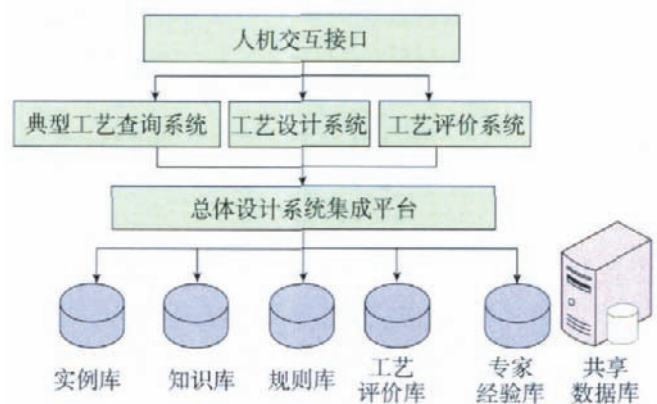 人机交互接口
典型工艺查询系统 工艺设计系统 工艺评价系统
总体设计系统集成平台
实例库 知识库 规则库 工艺 专家 共享
评价库 经验库 数据库